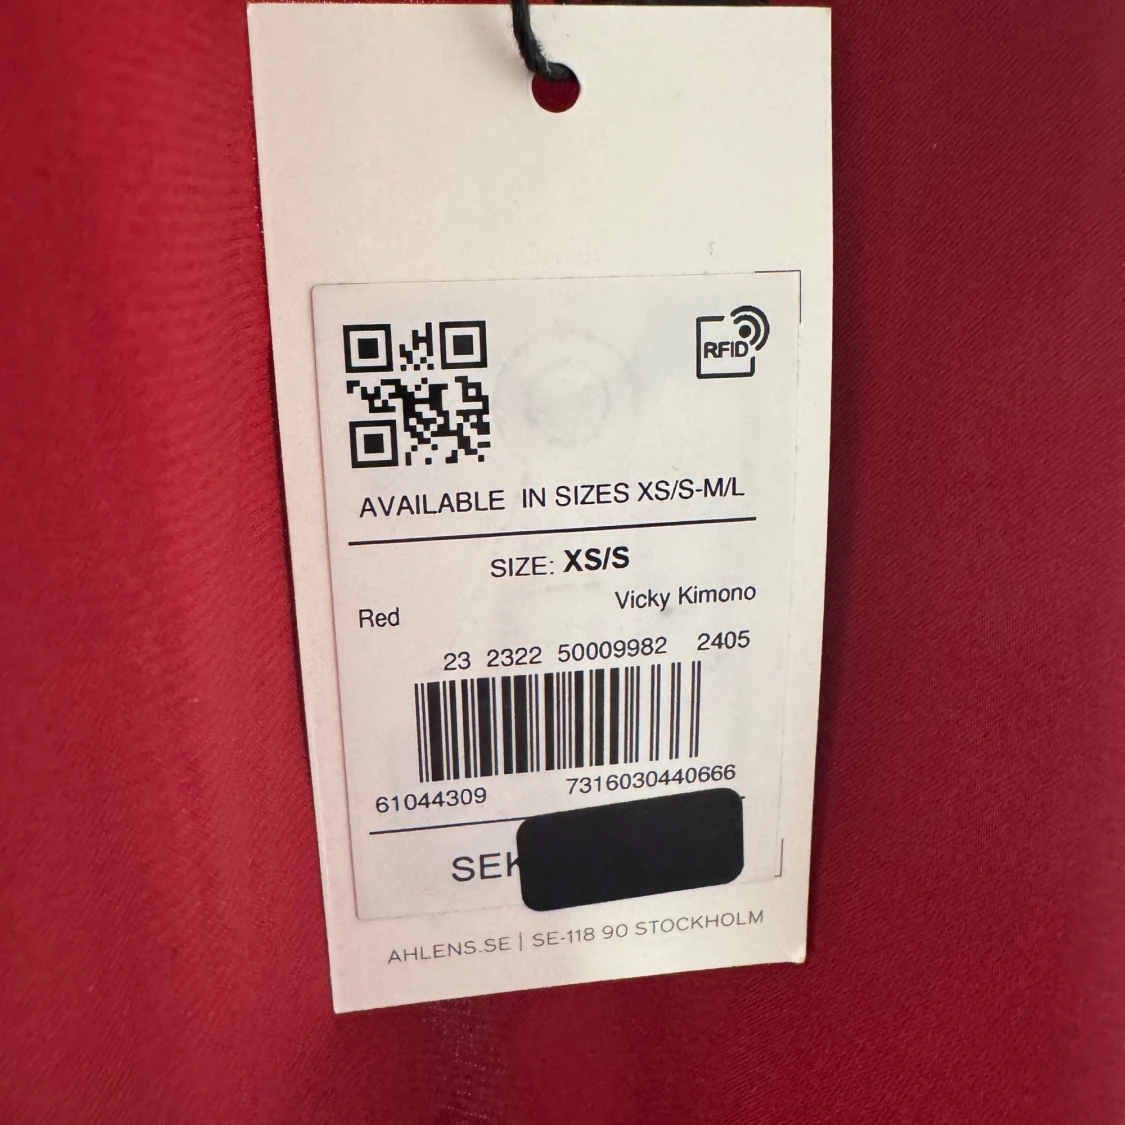 RFID
AVAILABLE IN SIZES XS/S-M/L
SIZE: XS/S
Red
Vicky Kimono
23 2322 50009982 2405
61044309
7316030440666
SEK
AHLENS.SE | SE-118 90 STOCKHOLM